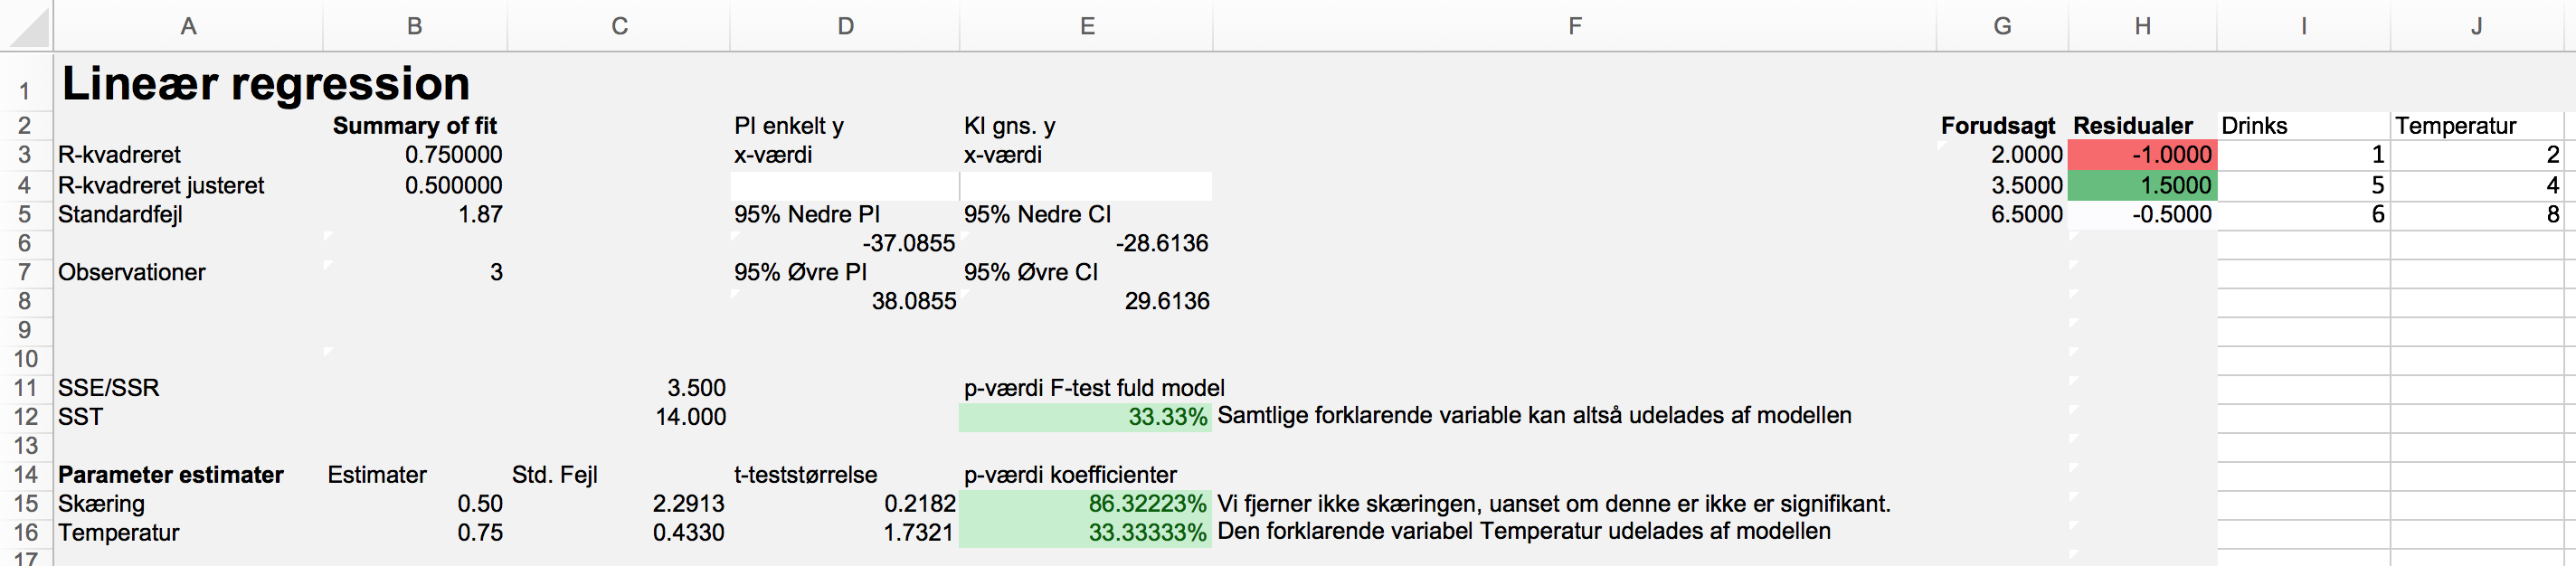 A B C D E F G H I J
1 Lineær regression
2 Summary of fit PI enkelt y KI gns. y Forudsagt Residualer Drinks Temperatur
3 R-kvadreret 0.750000 x-værdi x-værdi 2.0000 -1.0000 1 2
4 R-kvadreret justeret 0.500000 3.5000 1.5000 5 4
5 Standardfejl 1.87 95% Nedre PI 95% Nedre CI 6.5000 -0.5000 6 8
6 -37.0855 -28.6136
7 Observationer 3 95% Øvre PI 95% Øvre CI
8 38.0855 29.6136
9
10
11 SSE/SSR 3.500 p-værdi F-test fuld model
12 SST 14.000 33.33% Samtlige forklarende variable kan altså udelades af modellen
13
14 Parameter estimater Estimater Std. Fejl t-teststørrelse p-værdi koefficienter
15 Skæring 0.50 2.2913 0.2182 86.32223% Vi fjerner ikke skæringen, uanset om denne er ikke er signifikant.
16 Temperatur 0.75 0.4330 1.7321 33.33333% Den forklarende variabel Temperatur udelades af modellen
17